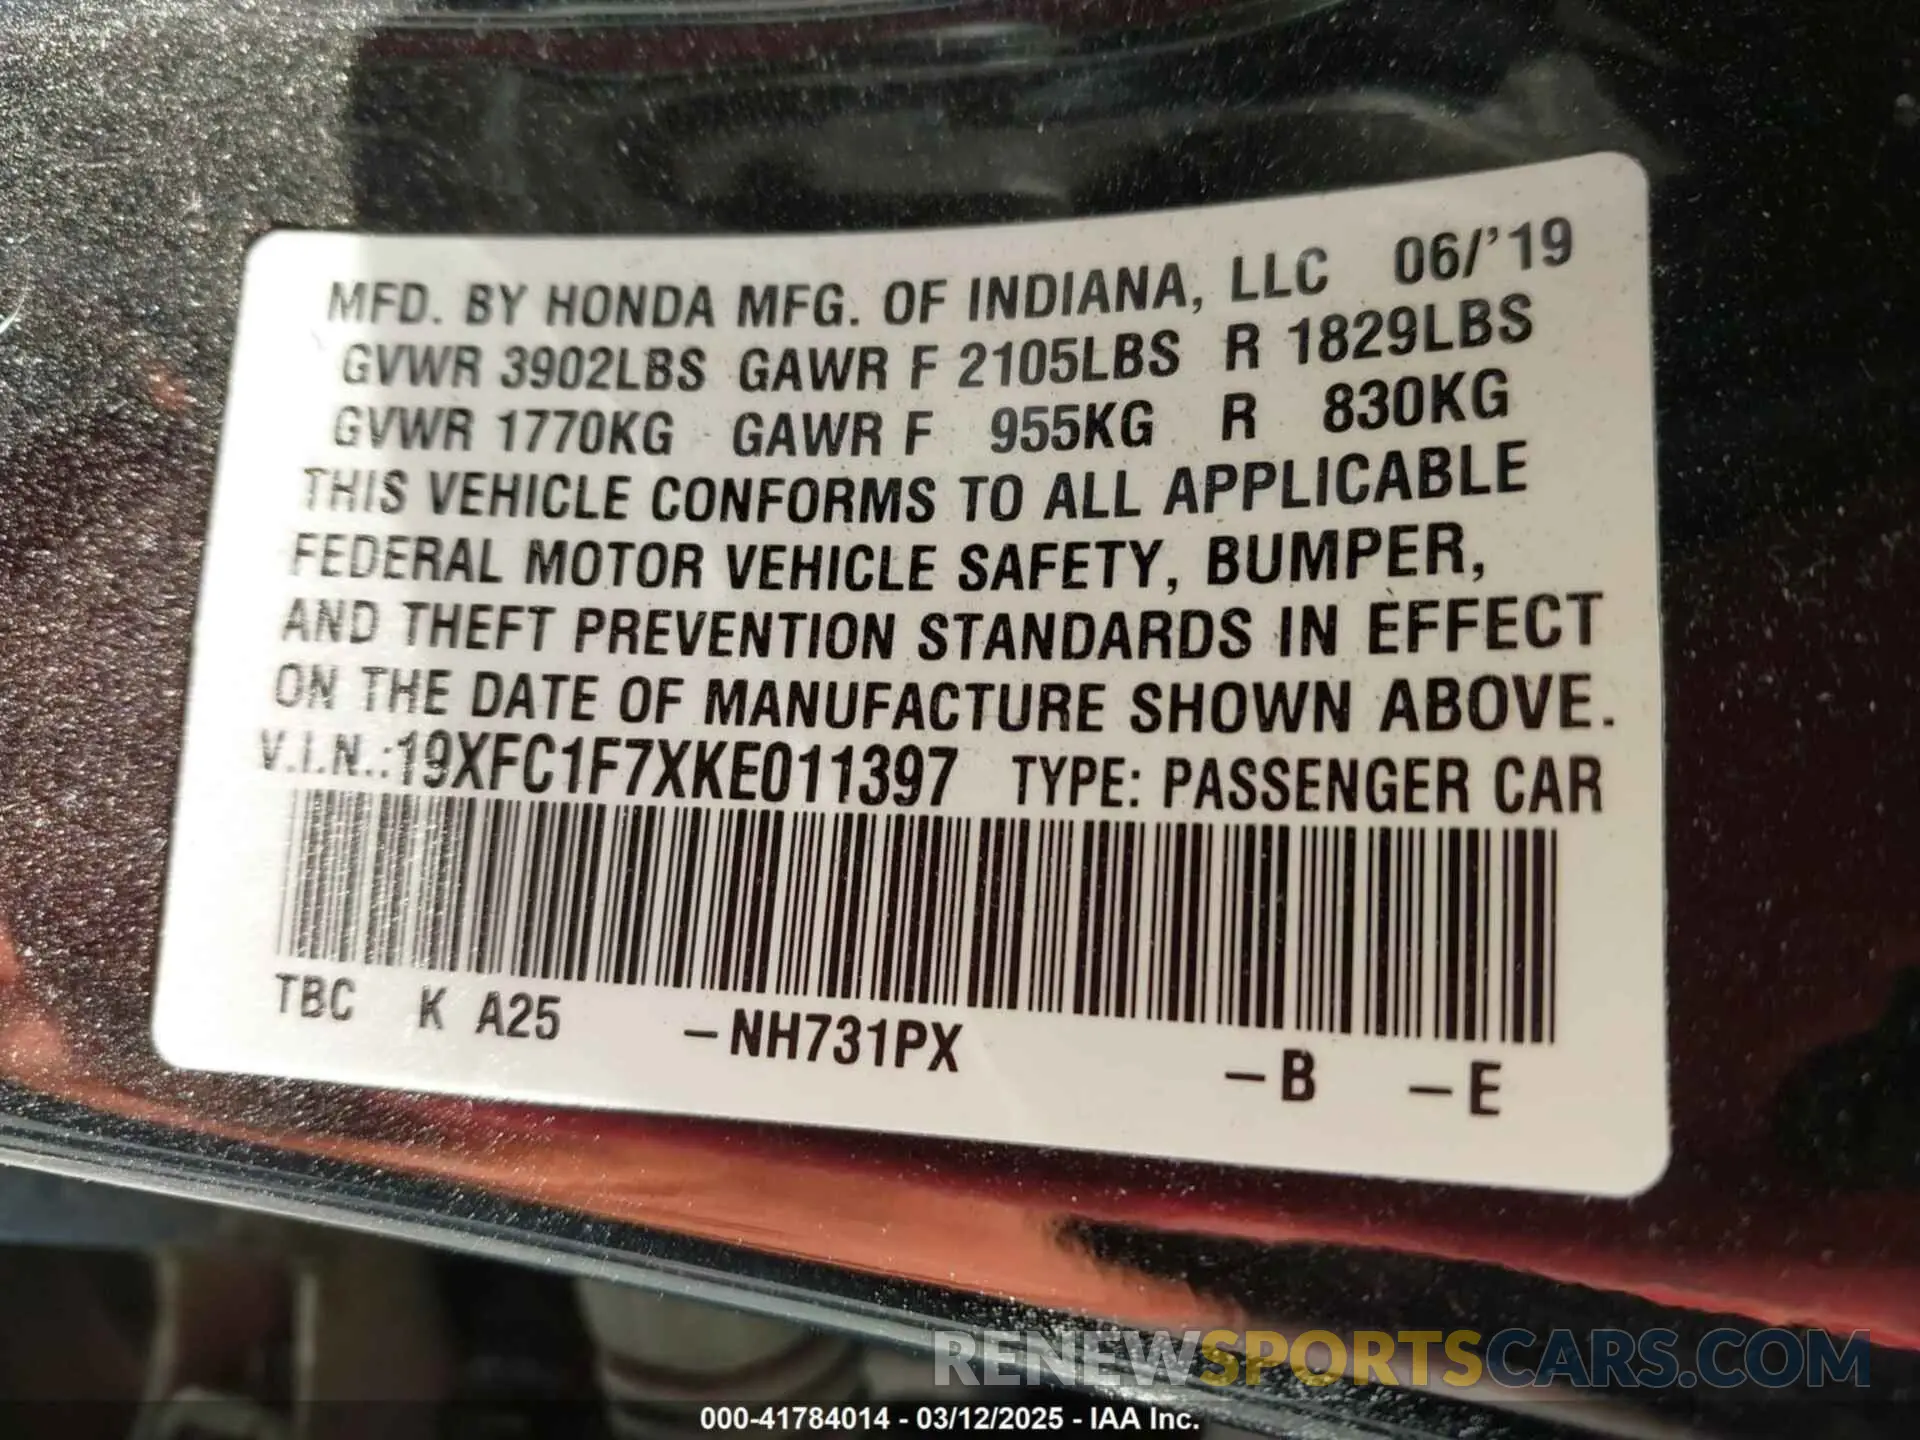 MFD. BY HONDA MFG. OF INDIANA, LLC 06/'19
GVWR 3902LBS GAWR F 2105LBS R 1829LBS
GVWR 1770KG GAWR F 955KG R 830KG
THIS VEHICLE CONFORMS TO ALL APPLICABLE
FEDERAL MOTOR VEHICLE SAFETY, BUMPER,
AND THEFT PREVENTION STANDARDS IN EFFECT
ON THE DATE OF MANUFACTURE SHOWN ABOVE.
V.I.N.:19XFC1F7XKE011397 TYPE: PASSENGER CAR
TBC K A25 -NH731PX -B -E
RENEWSPORTSCARS.COM
000-41784014 - 03/12/2025 - IAA Inc.